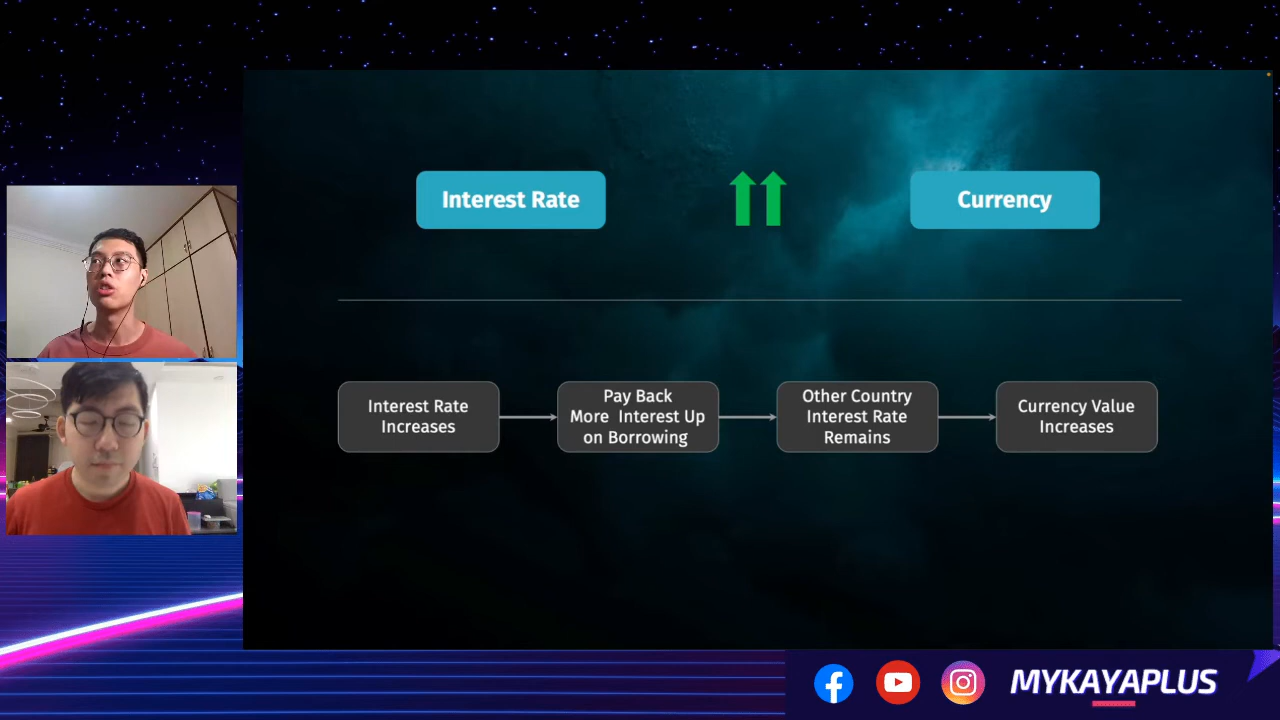 Interest Rate
Currency
Interest Rate
Increases
Pay Back
More Interest Up
on Borrowing
Other Country
Interest Rate
Remains
Currency Value
Increases
MYKAYAPLUS